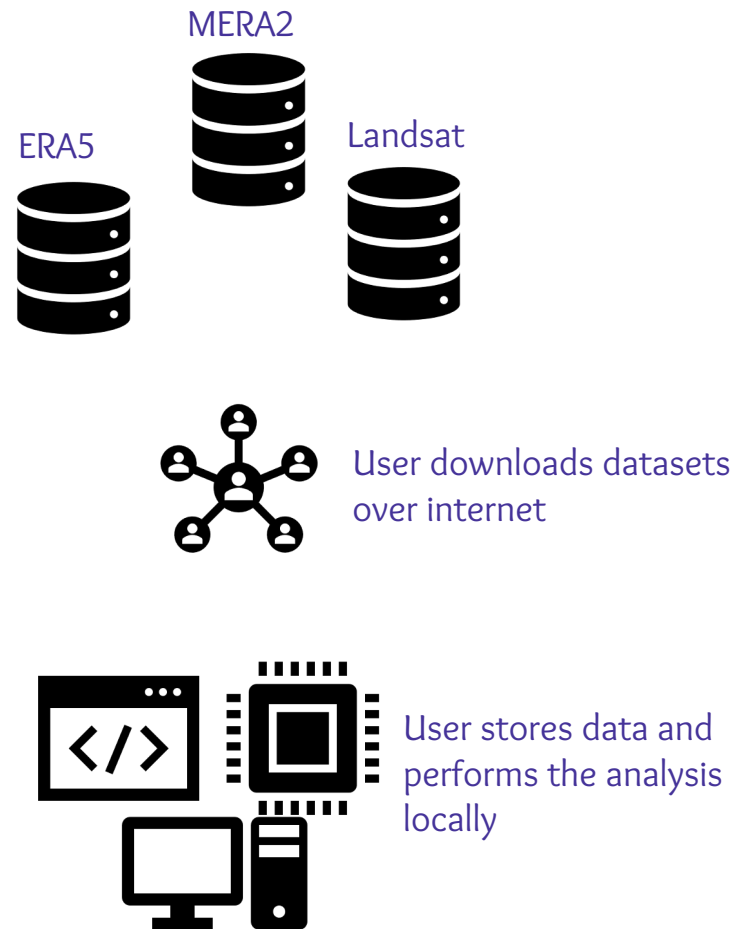 MERA2
ERA5
Landsat
User downloads datasets
over internet
</>
User stores data and
performs the analysis
locally